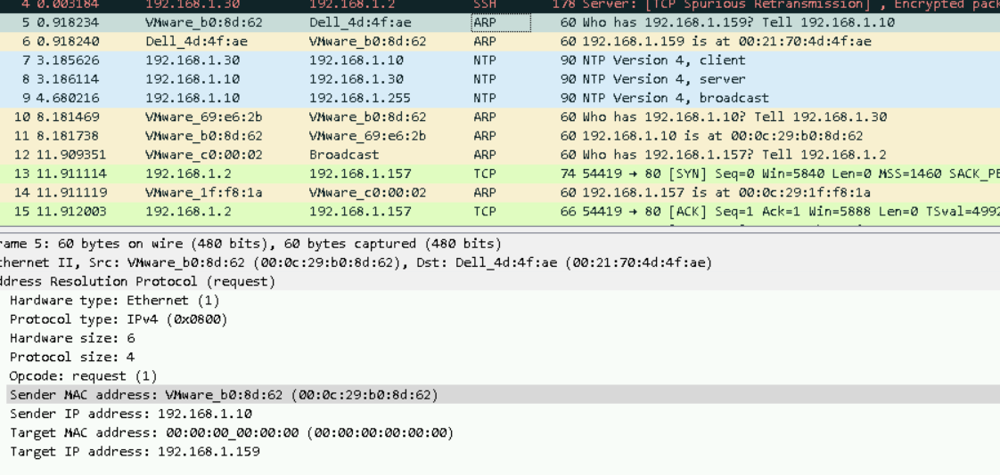 4 0.003184 192.168.1.30 192.168.1.2 SSH 178 Server: [TCP Spurious Retransmission] , Encrypted pack
5 0.918234 VMware_b0:8d:62 Dell_4d:4f:ae ARP 60 Who has 192.168.1.159? Tell 192.168.1.10
6 0.918240 Dell_4d:4f:ae VMware_b0:8d:62 ARP 60 192.168.1.159 is at 00:21:70:4d:4f:ae
7 3.185626 192.168.1.30 192.168.1.10 NTP 90 NTP Version 4, client
8 3.186114 192.168.1.10 192.168.1.30 NTP 90 NTP Version 4, server
9 4.680216 192.168.1.10 192.168.1.255 NTP 90 NTP Version 4, broadcast
10 8.181469 VMware_69:e6:2b VMware_b0:8d:62 ARP 60 Who has 192.168.1.10? Tell 192.168.1.30
11 8.181738 VMware_b0:8d:62 VMware_69:e6:2b ARP 60 192.168.1.10 is at 00:0c:29:b0:8d:62
12 11.909351 VMware_c0:00:02 Broadcast ARP 60 Who has 192.168.1.157? Tell 192.168.1.2
13 11.911114 192.168.1.2 192.168.1.157 TCP 74 54419 → 80 [SYN] Seq=0 Win=5840 Len=0 MSS=1460 SACK_PE
14 11.911119 VMware_1f:f8:1a VMware_c0:00:02 ARP 60 192.168.1.157 is at 00:0c:29:1f:f8:1a
15 11.912003 192.168.1.2 192.168.1.157 TCP 66 54419 → 80 [ACK] Seq=1 Ack=1 Win=5888 Len=0 TSval=4992
rame 5: 60 bytes on wire (480 bits), 60 bytes captured (480 bits)
thernet II, Src: VMware_b0:8d:62 (00:0c:29:b0:8d:62), Dst: Dell_4d:4f:ae (00:21:70:4d:4f:ae)
ddress Resolution Protocol (request)
Hardware type: Ethernet (1)
Protocol type: IPv4 (0x0800)
Hardware size: 6
Protocol size: 4
Opcode: request (1)
Sender MAC address: VMware_b0:8d:62 (00:0c:29:b0:8d:62)
Sender IP address: 192.168.1.10
Target MAC address: 00:00:00_00:00:00 (00:00:00:00:00:00)
Target IP address: 192.168.1.159